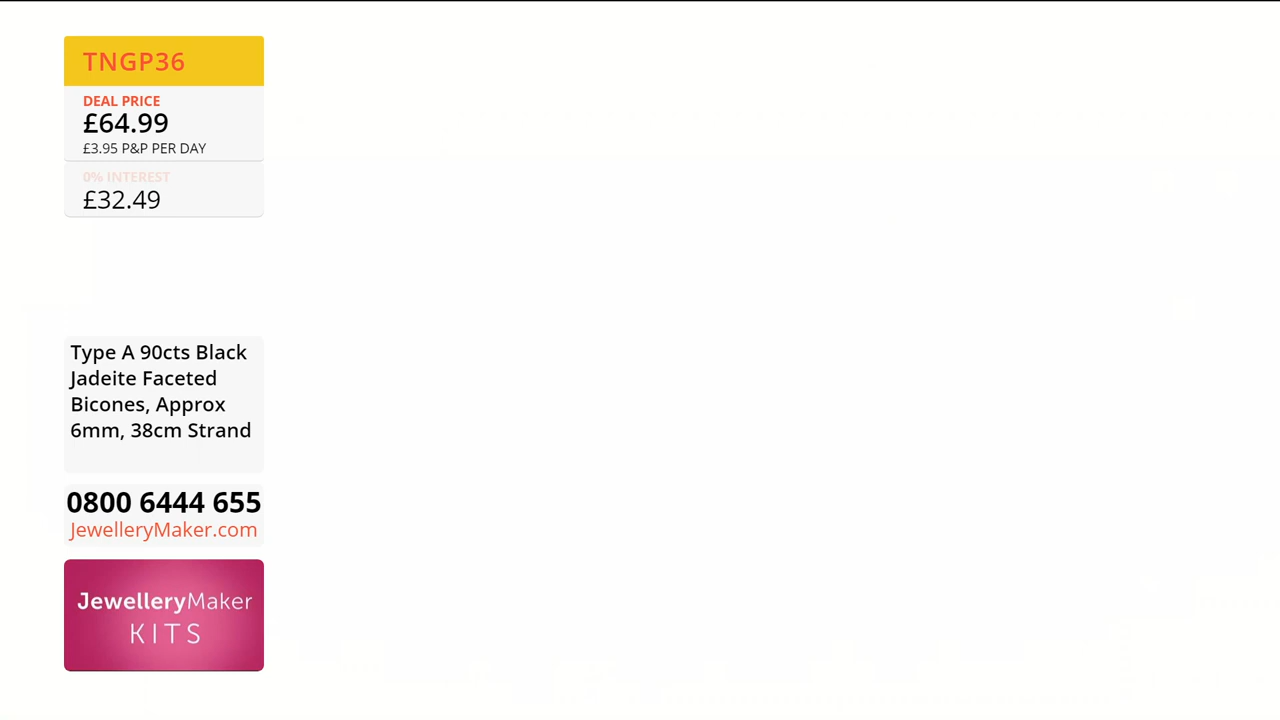 TNGP36
DEAL PRICE
£64.99
£3.95 P&P PER DAY
0% INTEREST
£32.49
Type A 90cts Black
Jadeite Faceted
Bicones, Approx
6mm, 38cm Strand
0800 6444 655
JewelleryMaker.com
JewelleryMaker
KITS